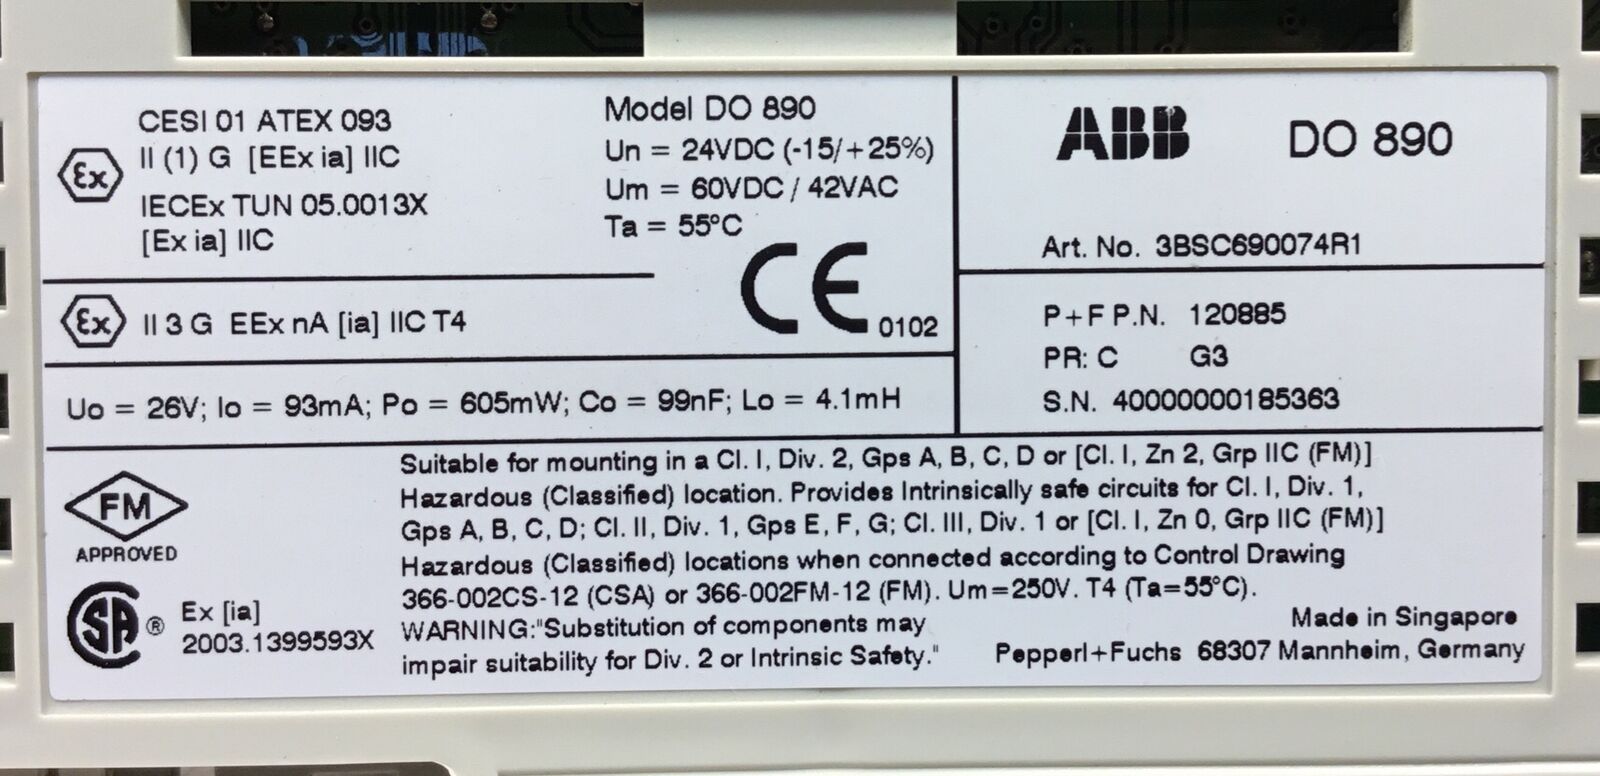 CESI 01 ATEX 093
II (1) G [EEx ia] IIC
Ex
IECEx TUN 05.0013X
[Ex ia] IIC
Model DO 890
Un = 24VDC (-15/+25%)
Um = 60VDC / 42VAC
Ta = 55°C
CE 0102
Ex II 3 G EEx nA [ia] IIC T4
Uo = 26V; Io = 93mA; Po = 605mW; Co = 99nF; Lo = 4.1mH
ABB DO 890
Art. No. 3BSC690074R1
P+F P.N. 120885
PR: C G3
S.N. 40000000185363
FM
APPROVED
SA ® Ex [ia]
2003.1399593X
Suitable for mounting in a Cl. I, Div. 2, Gps A, B, C, D or [Cl. I, Zn 2, Grp IIC (FM)]
Hazardous (Classified) location. Provides Intrinsically safe circuits for Cl. I, Div. 1,
Gps A, B, C, D; Cl. II, Div. 1, Gps E, F, G; Cl. III, Div. 1 or [Cl. I, Zn 0, Grp IIC (FM)]
Hazardous (Classified) locations when connected according to Control Drawing
366-002CS-12 (CSA) or 366-002FM-12 (FM). Um=250V. T4 (Ta=55°C).
WARNING:"Substitution of components may
impair suitability for Div. 2 or Intrinsic Safety."
Made in Singapore
Pepperl+Fuchs 68307 Mannheim, Germany